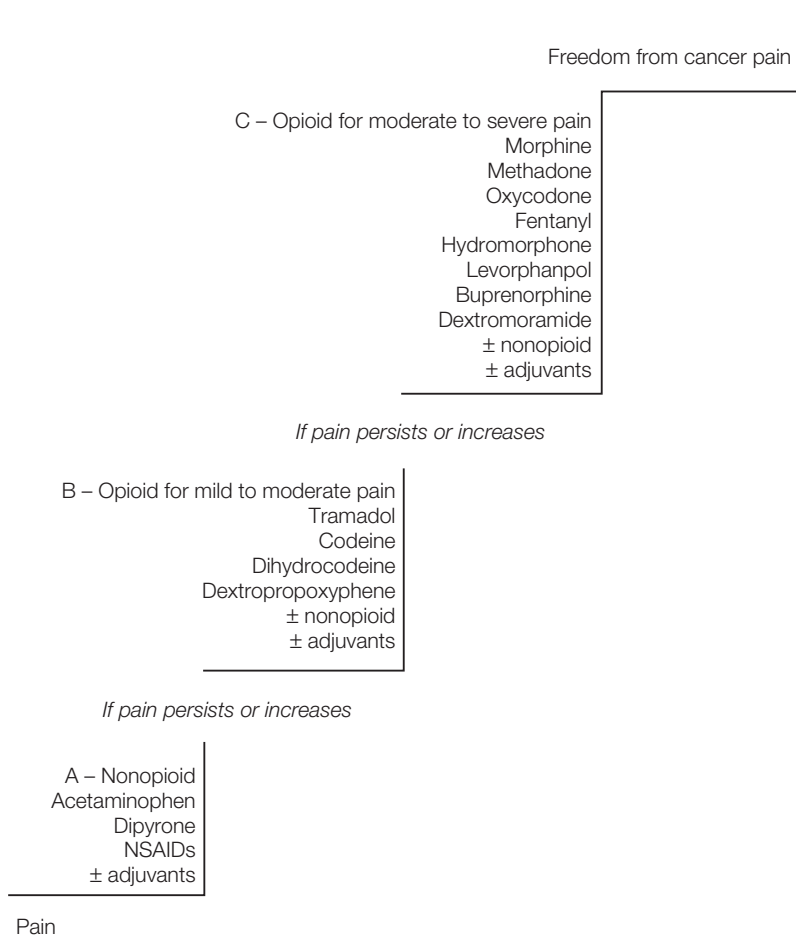 Freedom from cancer pain
C – Opioid for moderate to severe pain
Morphine
Methadone
Oxycodone
Fentanyl
Hydromorphone
Levorphanpol
Buprenorphine
Dextromoramide
± nonopioid
± adjuvants
If pain persists or increases
B – Opioid for mild to moderate pain
Tramadol
Codeine
Dihydrocodeine
Dextropropoxyphene
± nonopioid
± adjuvants
If pain persists or increases
A – Nonopioid
Acetaminophen
Dipyrone
NSAIDs
± adjuvants
Pain